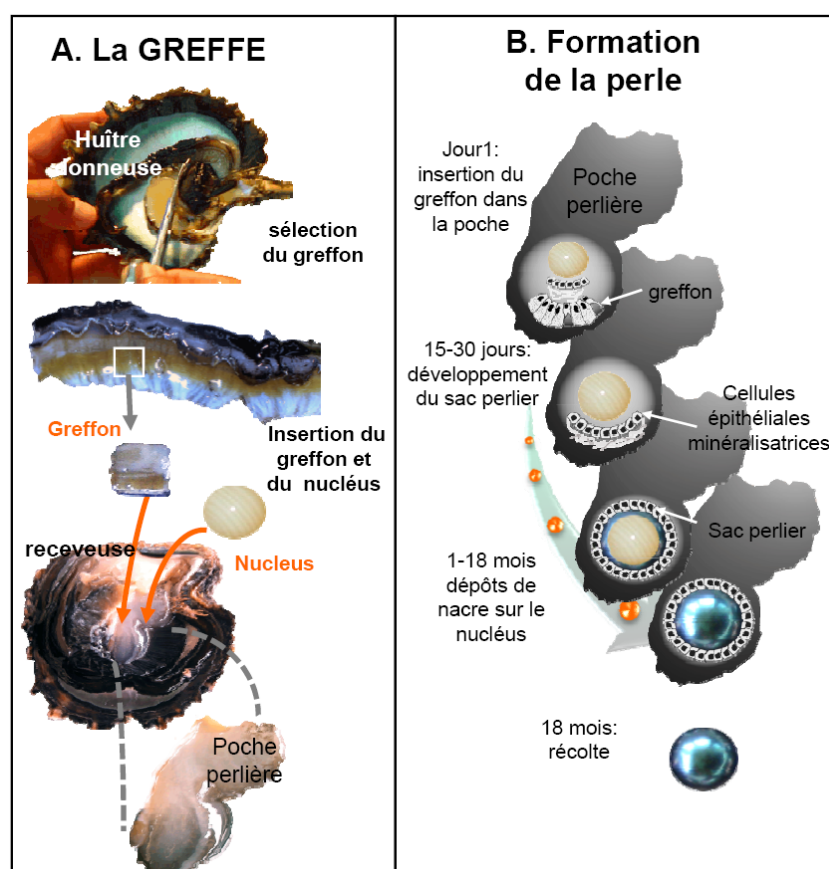 A. La GREFFE
Huître
donneuse
sélection
du greffon
Greffon
Insertion du
greffon et
du nucléus
receveuse
Nucleus
Poche
perlière
B. Formation
de la perle
Jour1:
insertion du
greffon dans
la poche
Poche
perlière
greffon
15-30 jours:
développement
du sac perlier
Cellules
épithéliales
minéralisatrices
Sac perlier
1-18 mois
dépôts de
nacre sur le
nucléus
18 mois:
récolte